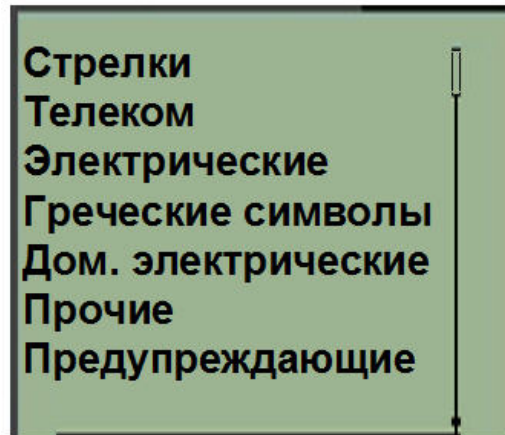 Стрелки
Телеком
Электрические
Греческие символы
Дом. электрические
Прочие
Предупреждающие